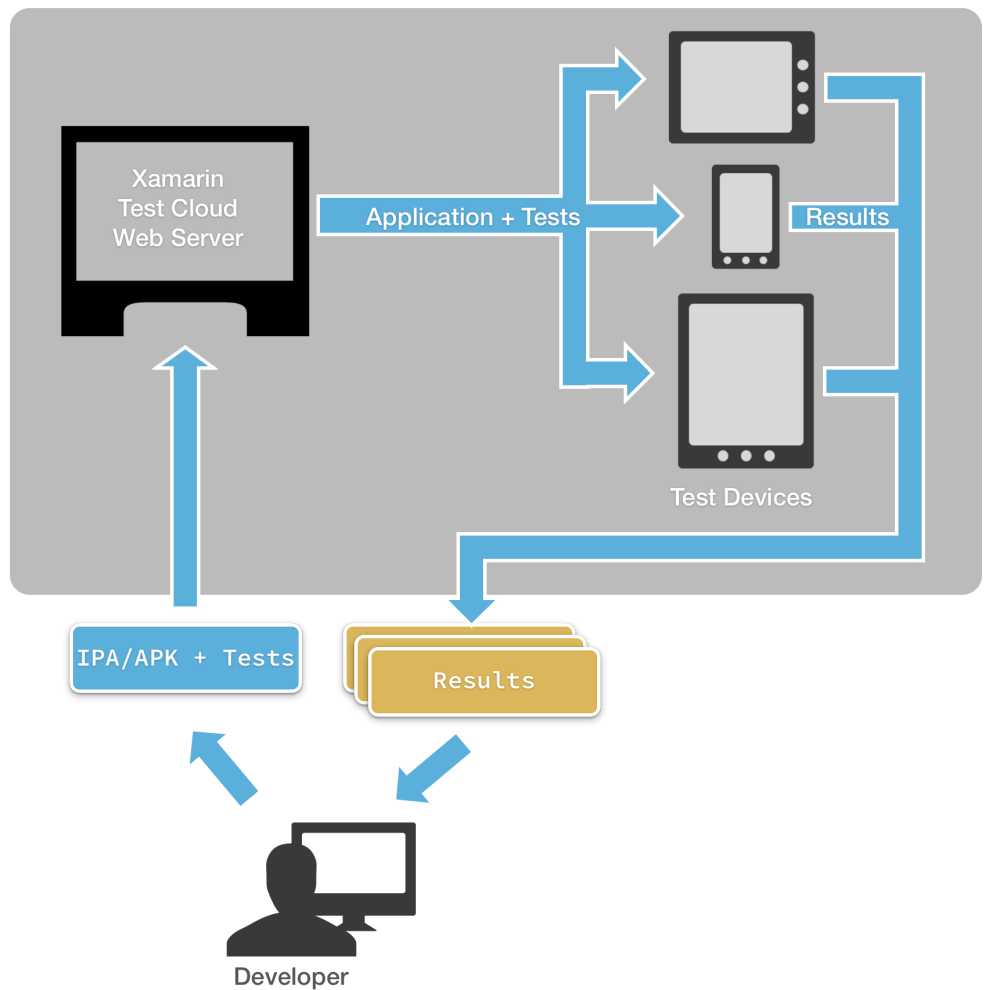 Xamarin
Test Cloud
Web Server
Application + Tests
Results
Test Devices
IPA/APK + Tests
Results
Developer